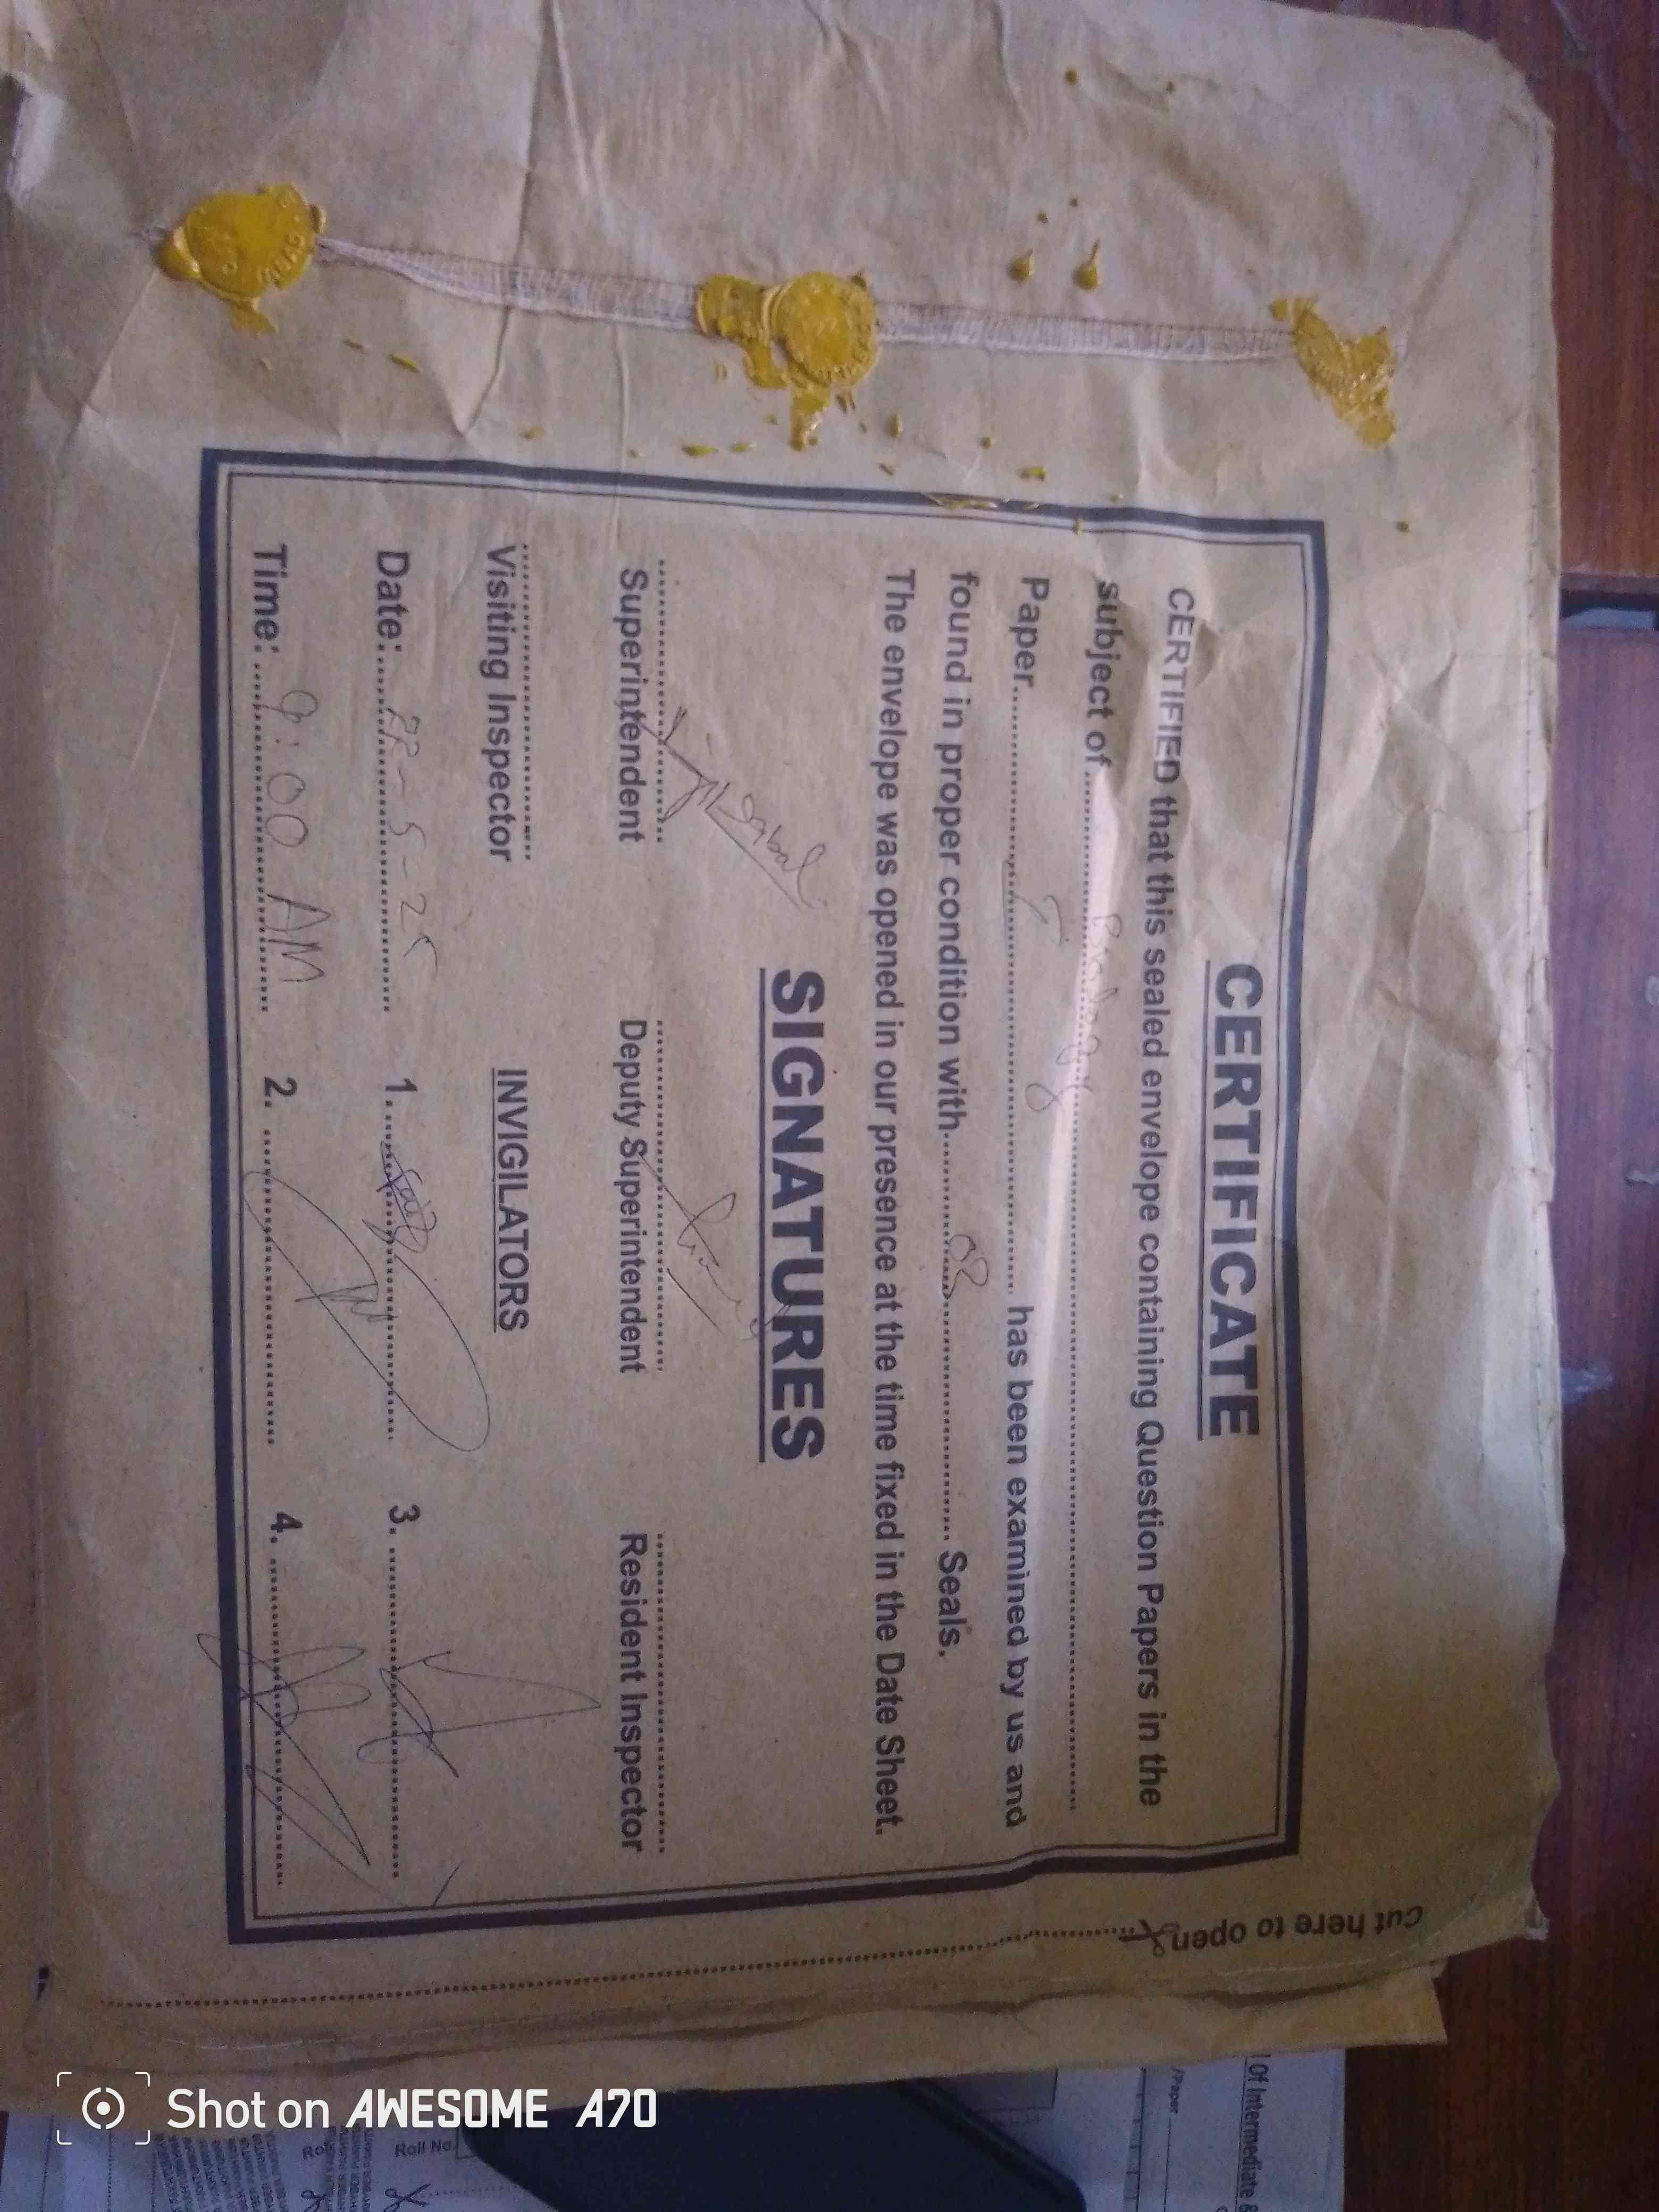 CERTIFICATE
CERTIFIED that this sealed envelope containing Question Papers in the
subject of..........
Paper.......... I .......... has been examined by us and
found in proper condition with.......... 08 .......... Seals.
The envelope was opened in our presence at the time fixed in the Date Sheet.
SIGNATURES
Superintendent Deputy Superintendent Resident Inspector
Visiting Inspector INVIGILATORS
Date: 22-5-25 1. 3.
Time: 9:00 AM 2. 4.
Cut here to open
Of Intermediate &
/Paper
Roll No.
Shot on AWESOME A70